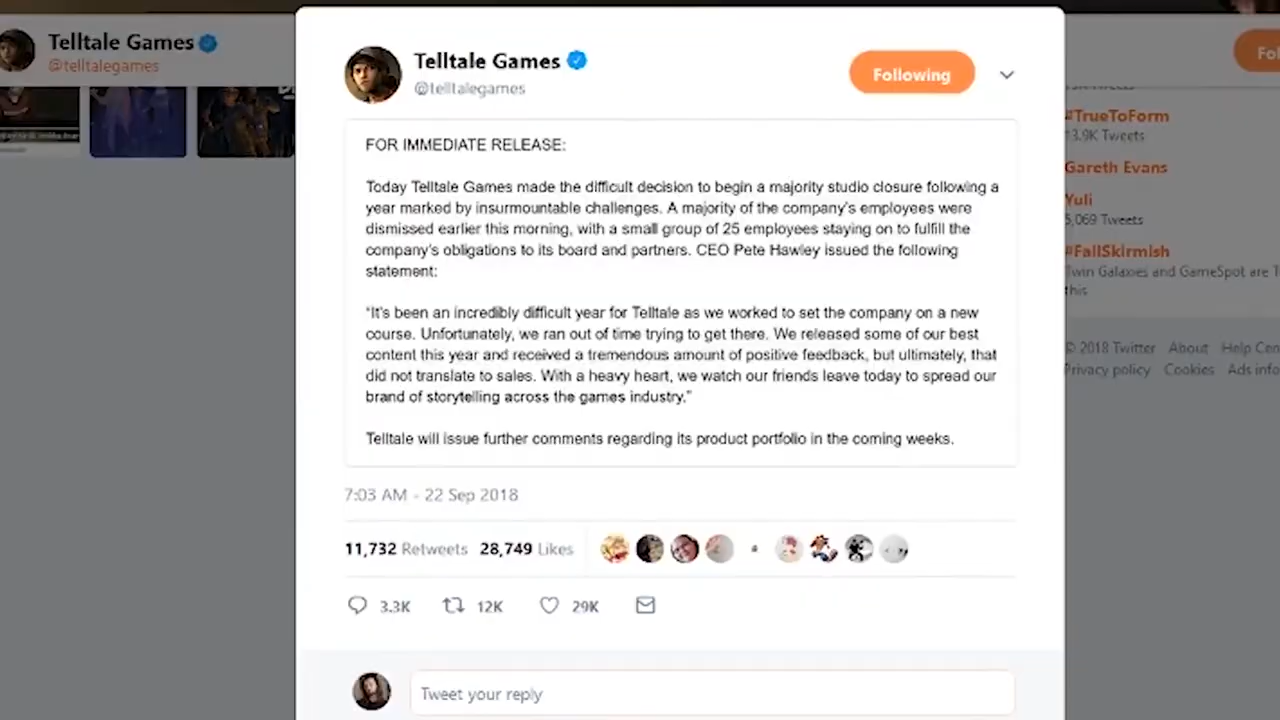 Telltale Games
@telltalegames
Telltale Games
@telltalegames
Following
FOR IMMEDIATE RELEASE:
Today Telltale Games made the difficult decision to begin a majority studio closure following a
year marked by insurmountable challenges. A majority of the company's employees were
dismissed earlier this morning, with a small group of 25 employees staying on to fulfill the
company's obligations to its board and partners. CEO Pete Hawley issued the following
statement:
"It's been an incredibly difficult year for Telltale as we worked to set the company on a new
course. Unfortunately, we ran out of time trying to get there. We released some of our best
content this year and received a tremendous amount of positive feedback, but ultimately, that
did not translate to sales. With a heavy heart, we watch our friends leave today to spread our
brand of storytelling across the games industry."
Telltale will issue further comments regarding its product portfolio in the coming weeks.
7:03 AM - 22 Sep 2018
11,732 Retweets 28,749 Likes
3.3K 12K 29K
Tweet your reply
Fol
#TrueToForm
13.9K Tweets
Gareth Evans
Yuli
5,069 Tweets
#FallSkirmish
Twin Galaxies and GameSpot are T
this
© 2018 Twitter About Help Cen
Privacy policy Cookies Ads info